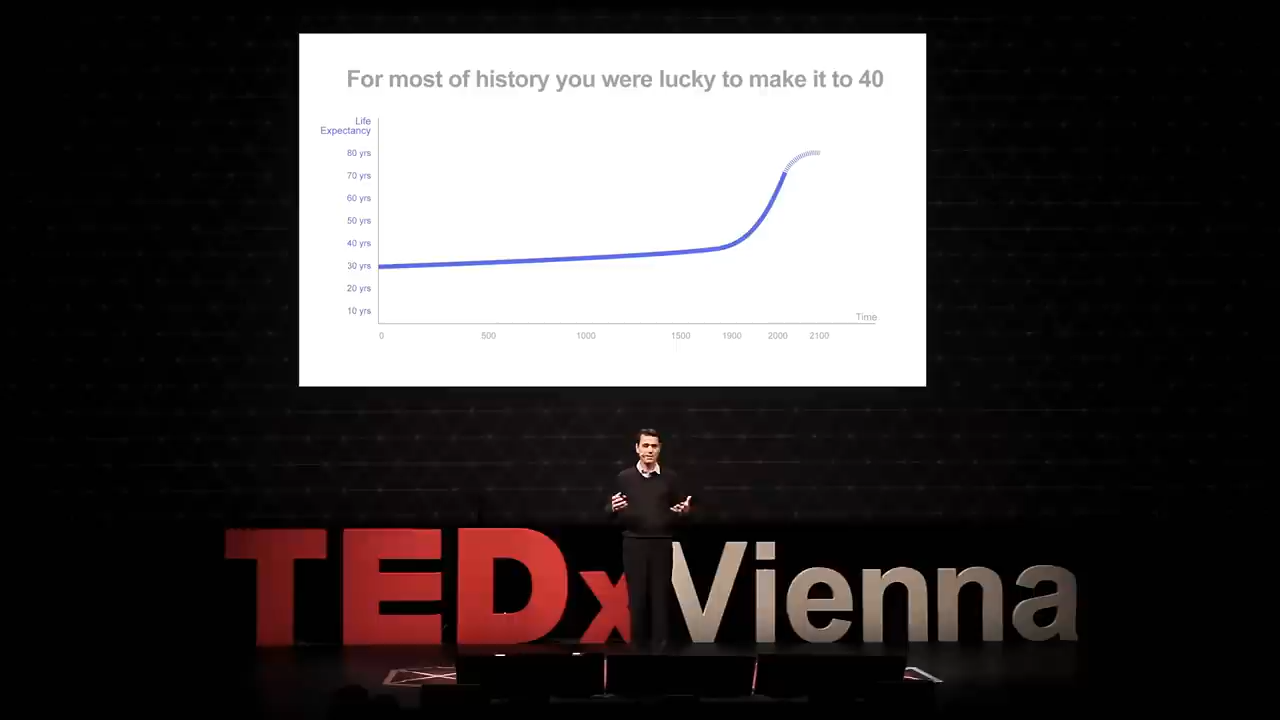 For most of history you were lucky to make it to 40
Life
Expectancy
80 yrs
70 yrs
60 yrs
50 yrs
40 yrs
30 yrs
20 yrs
10 yrs
Time
0 500 1000 1500 1900 2000 2100
TEDxVienna